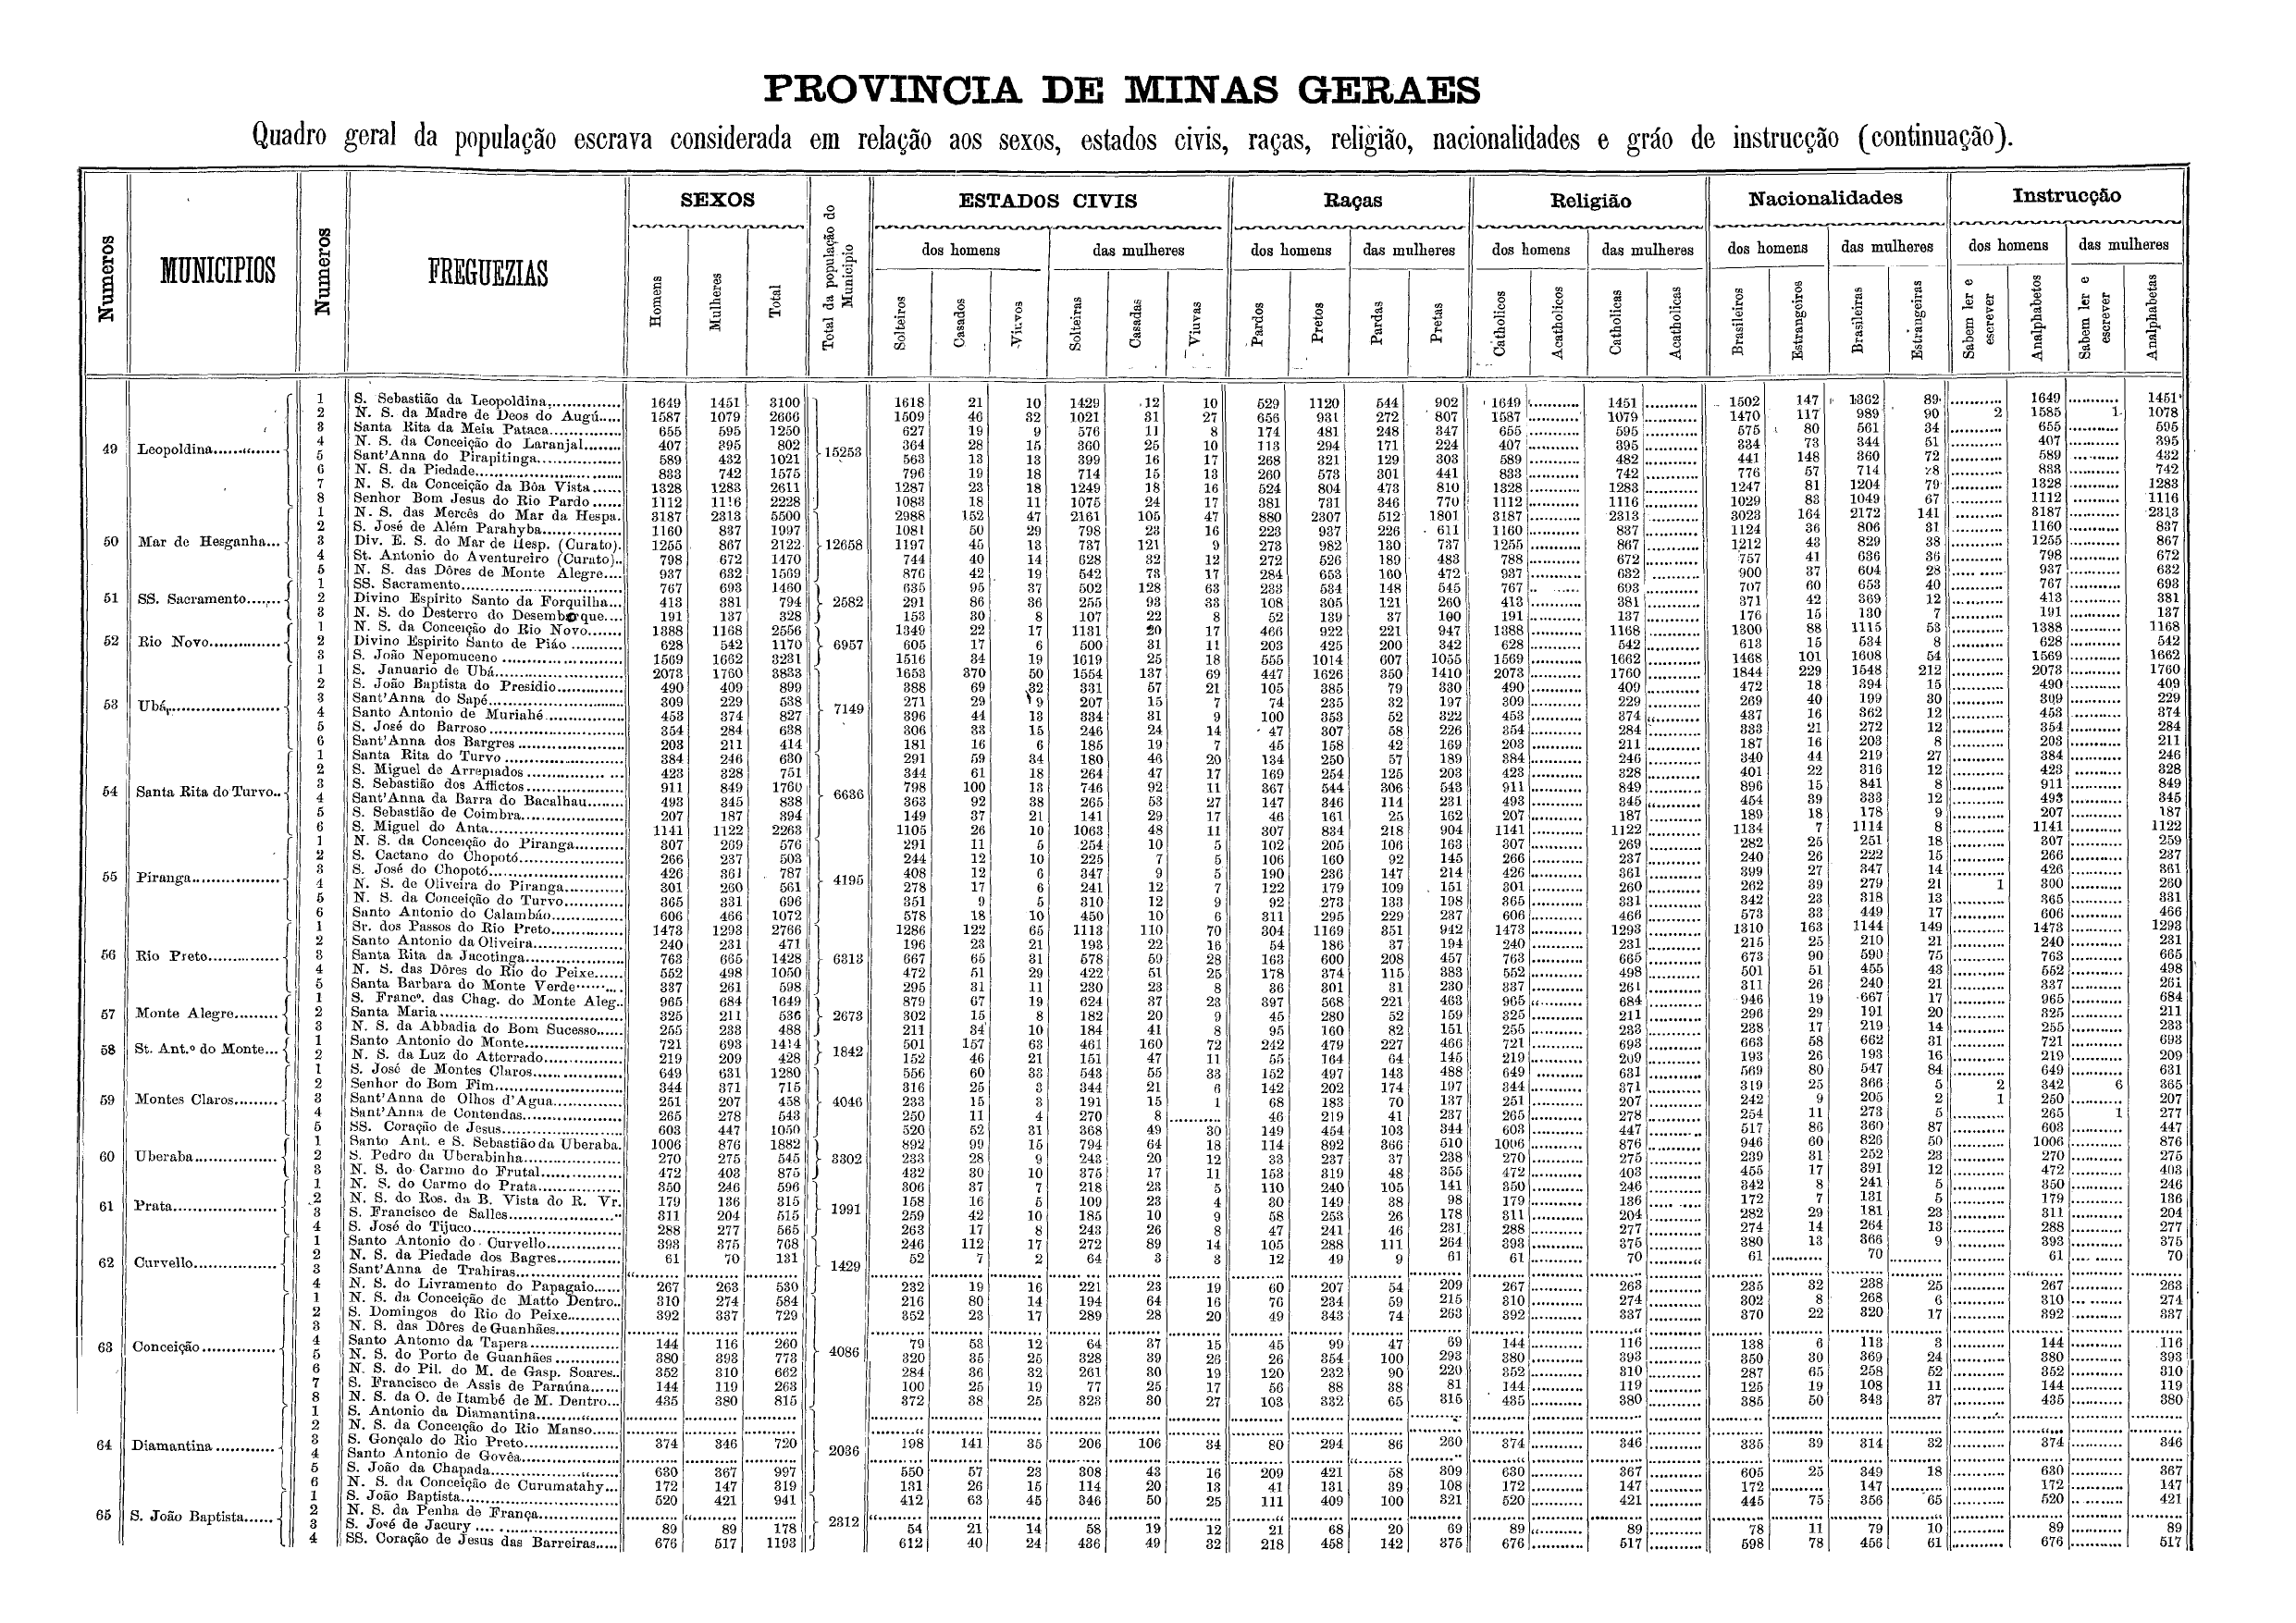 PROVINCIA DE MINAS GERAES
Quadro geral da população escrava considerada em relação aos sexos, estados civis, raças, religião, nacionalidades e gráo de instrucção (continuação).
Numeros MUNICIPIOS Numeros FREGUEZIAS SEXOS Total da população do Municipio ESTADOS CIVIS Raças Religião Nacionalidades Instrucção
dos homens das mulheres dos homens das mulheres dos homens das mulheres dos homens das mulheres dos homens das mulheres
Homens Mulheres Total Solteiros Casados Viuvos Solteiras Casadas Viuvas Pardos Pretos Pardas Pretas Catholicos Acatholicos Catholicas Acatholicas Brasileiros Estrangeiros Brasileiras Estrangeiras Sabem ler e escrever Analphabetos Sabem ler e escrever Analphabetas
49 Leopoldina 15253
1 S. Sebastião da Leopoldina 1649 1451 3100 1618 21 10 1429 12 10 529 1120 544 902 1649 1451 1502 147 1362 89 1649 1451
2 N. S. da Madre de Deos do Augú 1587 1079 2666 1509 46 32 1021 31 27 656 931 272 807 1587 1079 1470 117 989 90 2 1585 1 1078
3 Santa Rita da Meia Pataca 655 595 1250 627 19 9 576 11 8 174 481 248 347 655 595 575 80 561 34 655 595
4 N. S. da Conceição do Laranjal 407 395 802 364 28 15 360 25 10 113 294 171 224 407 395 334 73 344 51 407 395
5 Sant'Anna do Pirapitinga 589 432 1021 563 13 13 399 16 17 268 321 129 303 589 482 441 148 360 72 589 432
6 N. S. da Piedade 833 742 1575 796 19 18 714 15 13 260 573 301 441 833 742 776 57 714 28 833 742
7 N. S. da Conceição da Bôa Vista 1328 1283 2611 1287 23 18 1249 18 16 524 804 473 810 1328 1283 1247 81 1204 79 1328 1283
8 Senhor Bom Jesus do Rio Pardo 1112 1116 2228 1083 18 11 1075 24 17 381 731 346 770 1112 1116 1029 83 1049 67 1112 1116
50 Mar de Hesganha 12658
1 N. S. das Mercês do Mar da Hespa. 3187 2313 5500 2988 152 47 2161 105 47 880 2307 512 1801 3187 2313 3023 164 2172 141 3187 2313
2 S. José de Além Parahyba 1160 837 1997 1081 50 29 798 23 16 223 937 226 611 1160 837 1124 36 806 31 1160 837
3 Div. E. S. do Mar de Hesp. (Curato) 1255 867 2122 1197 45 13 737 121 9 273 982 130 737 1255 867 1212 43 829 38 1255 867
4 St. Antonio do Aventureiro (Curato) 798 672 1470 744 40 14 628 32 12 272 526 189 483 788 672 757 41 636 36 798 672
5 N. S. das Dôres de Monte Alegre 937 632 1569 876 42 19 542 73 17 284 653 160 472 937 632 900 37 604 28 937 632
51 SS. Sacramento 2582
1 SS. Sacramento 767 693 1460 635 95 37 502 128 63 233 534 148 545 767 693 707 60 653 40 767 693
2 Divino Espirito Santo da Forquilha 413 381 794 291 86 36 255 93 33 108 305 121 260 413 381 371 42 369 12 413 381
3 N. S. do Desterro do Desemboque 191 137 328 153 30 8 107 22 8 52 139 37 100 191 137 176 15 130 7 191 137
52 Rio Novo 6957
1 N. S. da Conceição do Rio Novo 1388 1168 2556 1349 22 17 1131 20 17 466 922 221 947 1388 1168 1300 88 1115 53 1388 1168
2 Divino Espirito Santo de Piáo 628 542 1170 605 17 6 500 31 11 203 425 200 342 628 542 613 15 534 8 628 542
3 S. João Nepomuceno 1569 1662 3231 1516 34 19 1619 25 18 555 1014 607 1055 1569 1662 1468 101 1608 54 1569 1662
53 Ubá 7149
1 S. Januario de Ubá 2073 1760 3833 1653 370 50 1554 137 69 447 1626 350 1410 2073 1760 1844 229 1548 212 2073 1760
2 S. João Baptista do Presidio 490 409 899 388 69 32 331 57 21 105 385 79 330 490 409 472 18 394 15 490 409
3 Sant'Anna do Sapé 309 229 538 271 29 9 207 15 7 74 235 32 197 309 229 269 40 199 30 309 229
4 Santo Antonio de Muriahé 453 374 827 396 44 13 334 31 9 100 353 52 322 453 374 437 16 362 12 453 374
5 S. José do Barroso 354 284 638 306 33 15 246 24 14 47 307 58 226 354 284 333 21 272 12 354 284
6 Sant'Anna dos Bargres 203 211 414 181 16 6 185 19 7 45 158 42 169 203 211 187 16 203 8 203 211
54 Santa Rita do Turvo 6636
1 Santa Rita do Turvo 384 246 630 291 59 34 180 46 20 134 250 57 189 384 246 340 44 219 27 384 246
2 S. Miguel de Arrepiados 423 328 751 344 61 18 264 47 17 169 254 125 203 423 328 401 22 316 12 423 328
3 S. Sebastião dos Afflictos 911 849 1760 798 100 13 746 92 11 367 544 306 543 911 849 896 15 841 8 911 849
4 Sant'Anna da Barra do Bacalhau 493 345 838 363 92 38 265 53 27 147 346 114 231 493 345 454 39 333 12 493 345
5 S. Sebastião de Coimbra 207 187 394 149 37 21 141 29 17 46 161 25 162 207 187 189 18 178 9 207 187
6 S. Miguel do Anta 1141 1122 2263 1105 26 10 1063 48 11 307 834 218 904 1141 1122 1134 7 1114 8 1141 1122
55 Piranga 4195
1 N. S. da Conceição do Piranga 307 269 576 291 11 5 254 10 5 102 205 106 163 307 269 282 25 251 18 307 259
2 S. Caetano do Chopotó 266 237 503 244 12 10 225 7 5 106 160 92 145 266 237 240 26 222 15 266 237
3 S. José do Chopotó 426 361 787 408 12 6 347 9 5 190 236 147 214 426 361 399 27 347 14 426 361
4 N. S. de Oliveira do Piranga 301 260 561 278 17 6 241 12 7 122 179 109 151 301 260 262 39 279 21 1 300 260
5 N. S. da Conceição do Turvo 365 331 696 351 9 5 310 12 9 92 273 133 198 365 331 342 23 318 13 365 331
6 Santo Antonio do Calambáo 606 466 1072 578 18 10 450 10 6 311 295 229 237 606 466 573 33 449 17 606 466
56 Rio Preto 6313
1 Sr. dos Passos do Rio Preto 1473 1293 2766 1286 122 65 1113 110 70 304 1169 351 942 1473 1293 1310 163 1144 149 1473 1293
2 Santo Antonio da Oliveira 240 231 471 196 23 21 193 22 16 54 186 37 194 240 231 215 25 210 21 240 231
3 Santa Rita da Jacotinga 763 665 1428 667 65 31 578 59 28 163 600 208 457 763 665 673 90 590 75 763 665
4 N. S. das Dôres do Rio do Peixe 552 498 1050 472 51 29 422 51 25 178 374 115 383 552 498 501 51 455 43 552 498
5 Santa Barbara do Monte Verde 337 261 598 295 31 11 230 23 8 36 301 31 230 337 261 311 26 240 21 337 261
57 Monte Alegre 2673
1 S. Franco. das Chag. do Monte Aleg. 965 684 1649 879 67 19 624 37 23 397 568 221 463 965 684 946 19 667 17 965 684
2 Santa Maria 325 211 536 302 15 8 182 20 9 45 280 52 159 325 211 296 29 191 20 325 211
3 N. S. da Abbadia do Bom Sucesso 255 233 488 211 34 10 184 41 8 95 160 82 151 255 233 238 17 219 14 255 233
58 St. Ant.º do Monte 1842
1 Santo Antonio do Monte 721 693 1414 501 157 63 461 160 72 242 479 227 466 721 693 663 58 662 31 721 693
2 N. S. da Luz do Atterrado 219 209 428 152 46 21 151 47 11 55 164 64 145 219 209 193 26 193 16 219 209
59 Montes Claros 4046
1 S. José de Montes Claros 649 631 1280 556 60 33 543 55 33 152 497 143 488 649 631 569 80 547 84 649 631
2 Senhor do Bom Fim 344 371 715 316 25 3 344 21 6 142 202 174 197 344 371 319 25 366 5 2 342 6 365
3 Sant'Anna de Olhos d'Agua 251 207 458 233 15 3 191 15 1 68 183 70 137 251 207 242 9 205 2 1 250 207
4 Sant'Anna de Contendas 265 278 543 250 11 4 270 8 46 219 41 237 265 278 254 11 273 5 265 1 277
5 SS. Coração de Jesus 603 447 1050 520 52 31 368 49 30 149 454 103 344 603 447 517 86 360 87 603 447
60 Uberaba 3302
1 Santo Ant. e S. Sebastião da Uberaba. 1006 876 1882 892 99 15 794 64 18 114 892 366 510 1006 876 946 60 826 50 1006 876
2 S. Pedro da Uberabinha 270 275 545 233 28 9 243 20 12 33 237 37 238 270 275 239 31 252 23 270 275
3 N. S. do Carmo do Frutal 472 403 875 432 30 10 375 17 11 153 319 48 355 472 403 455 17 391 12 472 403
61 Prata 1991
1 N. S. do Carmo do Prata 350 246 596 306 37 7 218 23 5 110 240 105 141 350 246 342 8 241 5 350 246
2 N. S. do Ros. da B. Vista do R. Vr. 179 136 315 158 16 5 109 23 4 30 149 38 98 179 136 172 7 131 5 179 136
3 S. Francisco de Salles 311 204 515 259 42 10 185 10 9 58 253 26 178 311 204 282 29 181 23 311 204
4 S. José do Tijuco 288 277 565 263 17 8 243 26 8 47 241 46 231 288 277 274 14 264 13 288 277
62 Curvello 1429
1 Santo Antonio do Curvello 393 375 768 246 112 17 272 89 14 105 288 111 264 393 375 380 13 366 9 393 375
2 N. S. da Piedade dos Bagres 61 70 131 52 7 2 64 3 3 12 49 9 61 61 70 61 70 61 70
3 Sant'Anna de Trahiras
4 N. S. do Livramento do Papagaio 267 263 530 232 19 16 221 23 19 60 207 54 209 267 263 235 32 238 25 267 263
63 Conceição 4086
1 N. S. da Conceição de Matto Dentro 310 274 584 216 80 14 194 64 16 76 234 59 215 310 274 302 8 268 6 310 274
2 S. Domingos do Rio do Peixe 392 337 729 352 23 17 289 28 20 49 343 74 263 392 337 370 22 320 17 392 337
3 N. S. das Dôres de Guanhães
4 Santo Antonio da Tapera 144 116 260 79 53 12 64 37 15 45 99 47 69 144 116 138 6 113 3 144 116
5 N. S. do Porto de Guanhães 380 393 773 320 35 25 328 39 26 26 354 100 293 380 393 350 30 369 24 380 393
6 N. S. do Pil. do M. de Gasp. Soares 352 310 662 284 36 32 261 30 19 120 232 90 220 352 310 287 65 258 52 352 310
7 S. Francisco de Assis de Paraúna 144 119 263 100 25 19 77 25 17 56 88 38 81 144 119 125 19 108 11 144 119
8 N. S. da O. de Itambé de M. Dentro 435 380 815 372 38 25 323 30 27 103 332 65 315 435 380 385 50 343 37 435 380
64 Diamantina 2036
1 S. Antonio da Diamantina
2 N. S. da Conceição do Rio Manso
3 S. Gonçalo do Rio Preto 374 346 720 198 141 35 206 106 34 80 294 86 260 374 346 335 39 314 32 374 346
4 Santo Antonio de Govêa
5 S. João da Chapada 630 367 997 550 57 23 308 43 16 209 421 58 309 630 367 605 25 349 18 630 367
6 N. S. da Conceição de Curumatahy 172 147 319 131 26 15 114 20 13 41 131 39 108 172 147 172 147 172 147
65 S. João Baptista 2312
1 S. João Baptista 520 421 941 412 63 45 346 50 25 111 409 100 321 520 421 445 75 356 65 520 421
2 N. S. da Penha de França
3 S. José de Jacury 89 89 178 54 21 14 58 19 12 21 68 20 69 89 89 78 11 79 10 89 89
4 SS. Coração de Jesus das Barreiras 676 517 1193 612 40 24 436 49 32 218 458 142 375 676 517 598 78 456 61 676 517